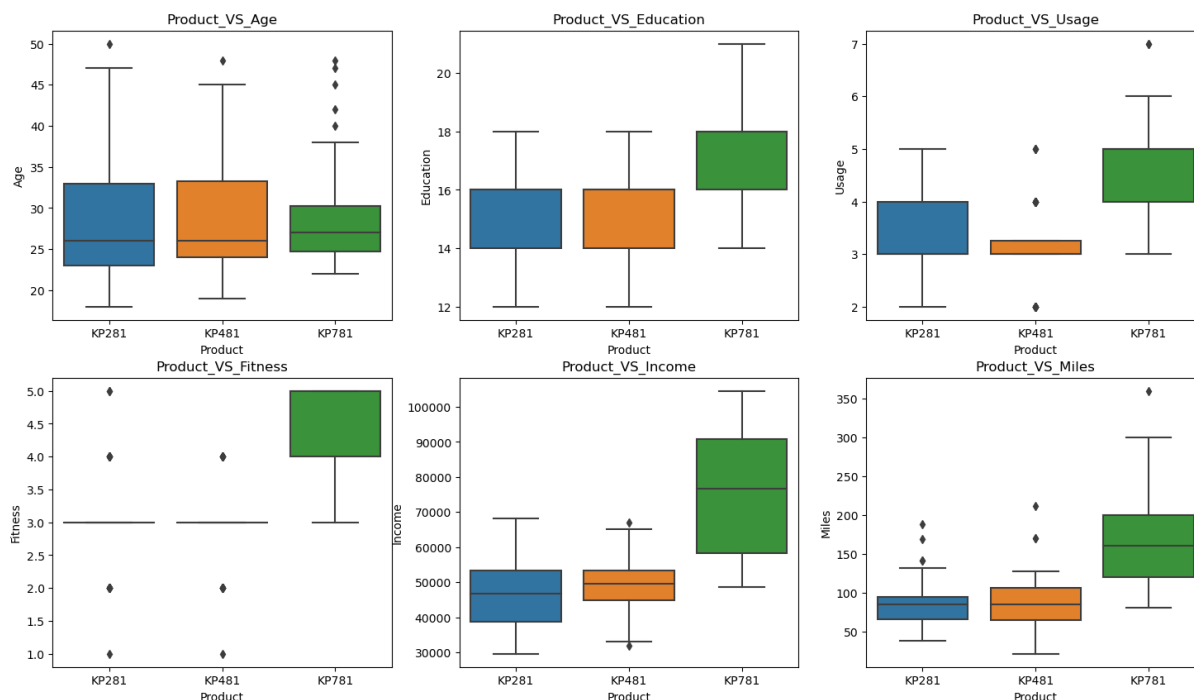 Product_VS_Age
50
45
40
35
30
25
20
Age
KP281 KP481 KP781
Product
Product_VS_Education
20
18
16
14
12
Education
KP281 KP481 KP781
Product
Product_VS_Usage
7
6
5
4
3
2
Usage
KP281 KP481 KP781
Product
Product_VS_Fitness
5.0
4.5
4.0
3.5
3.0
2.5
2.0
1.5
1.0
Fitness
KP281 KP481 KP781
Product
Product_VS_Income
100000
90000
80000
70000
60000
50000
40000
30000
Income
KP281 KP481 KP781
Product
Product_VS_Miles
350
300
250
200
150
100
50
Miles
KP281 KP481 KP781
Product